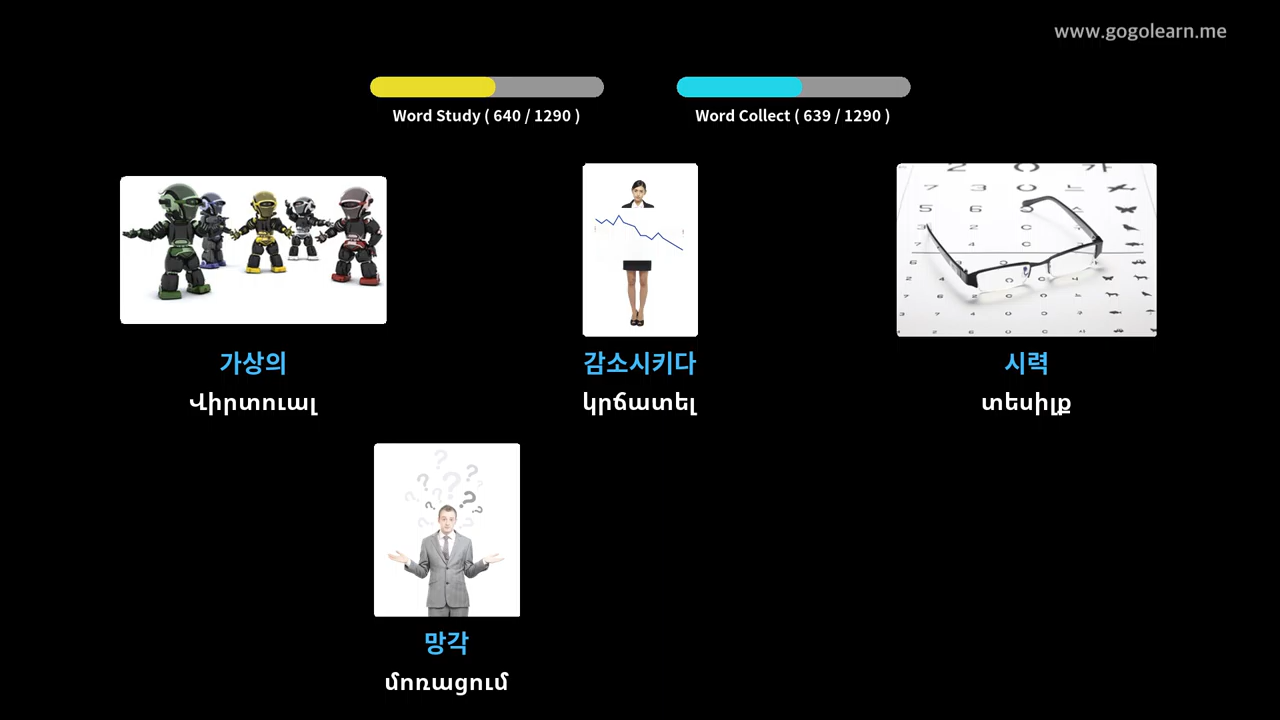 www.gogolearn.me
Word Study ( 640 / 1290 )
Word Collect ( 639 / 1290 )
가상의
Վիրտուալ
감소시키다
կրճատել
시력
տեսիլք
망각
մոռացում